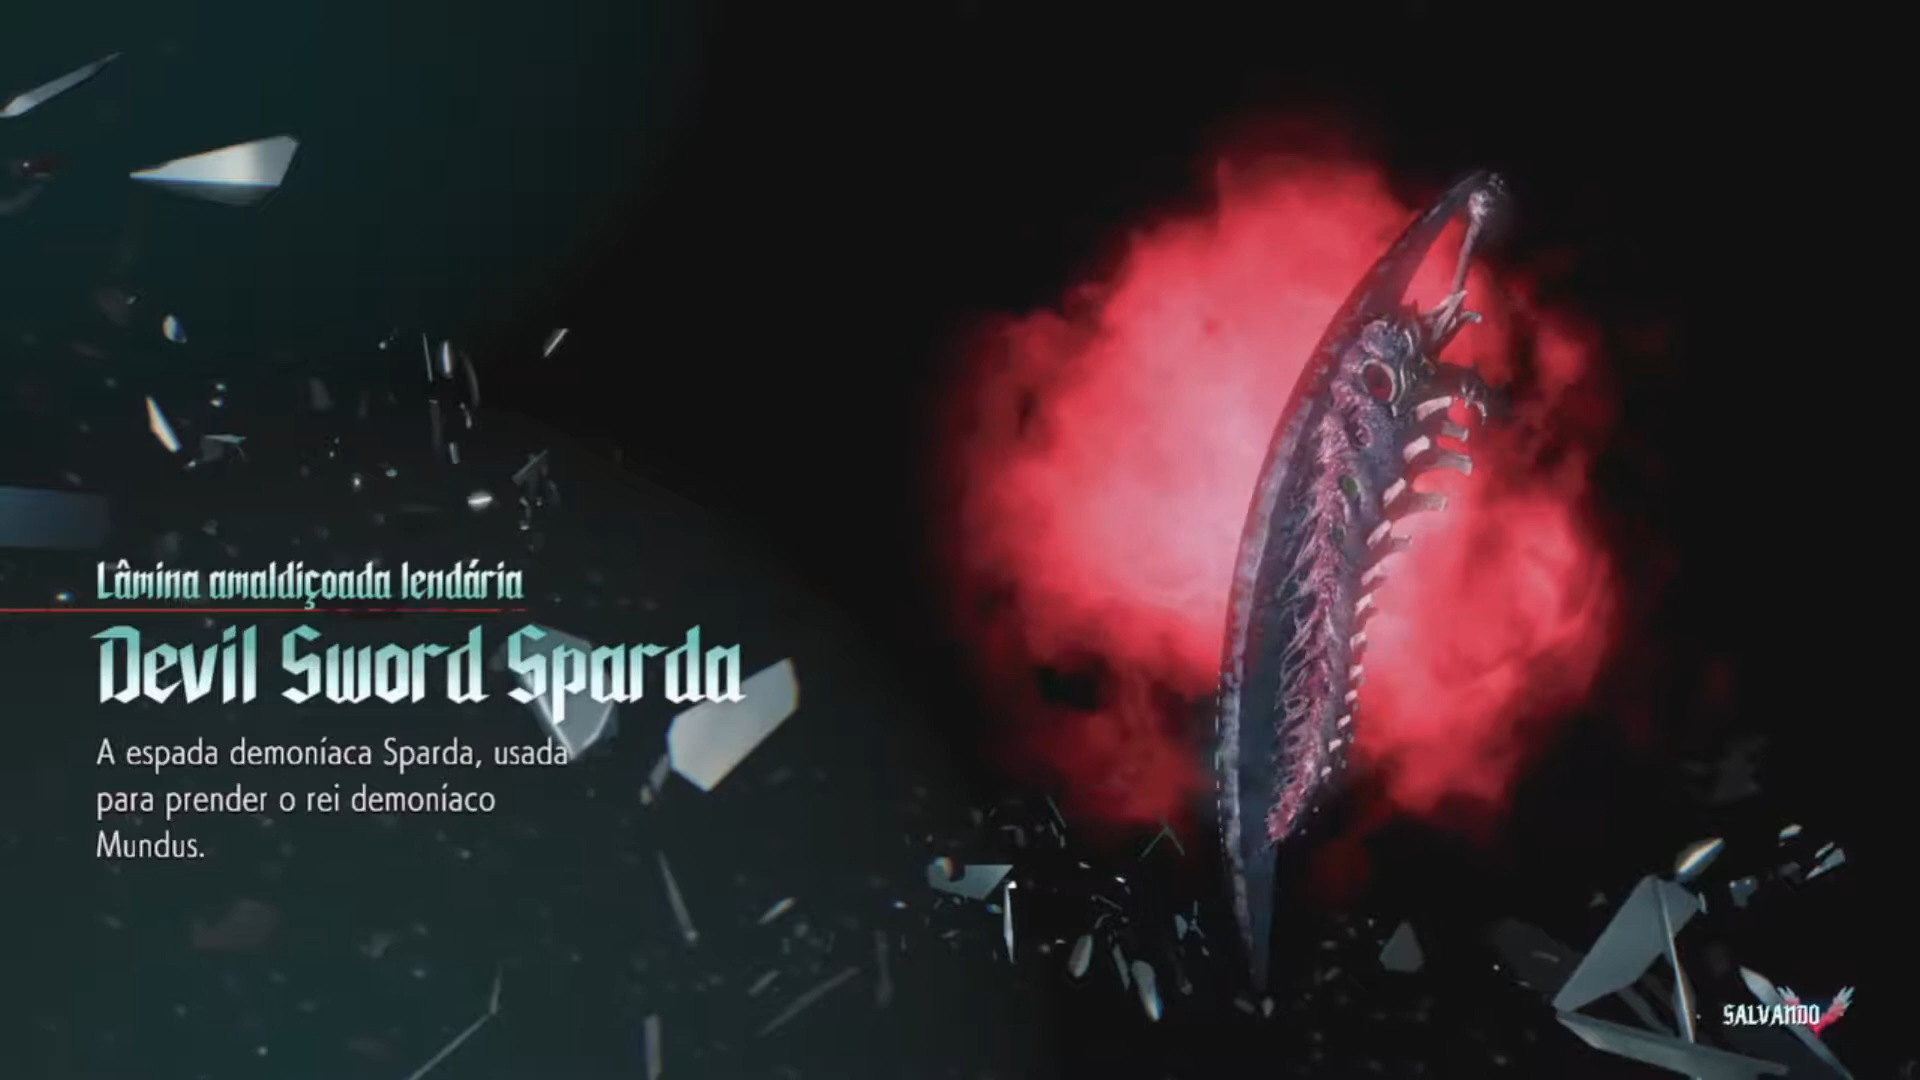 Lâmina amaldiçoada lendária
Devil Sword Sparda
A espada demoníaca Sparda, usada
para prender o rei demoníaco
Mundus.
SALVANDO